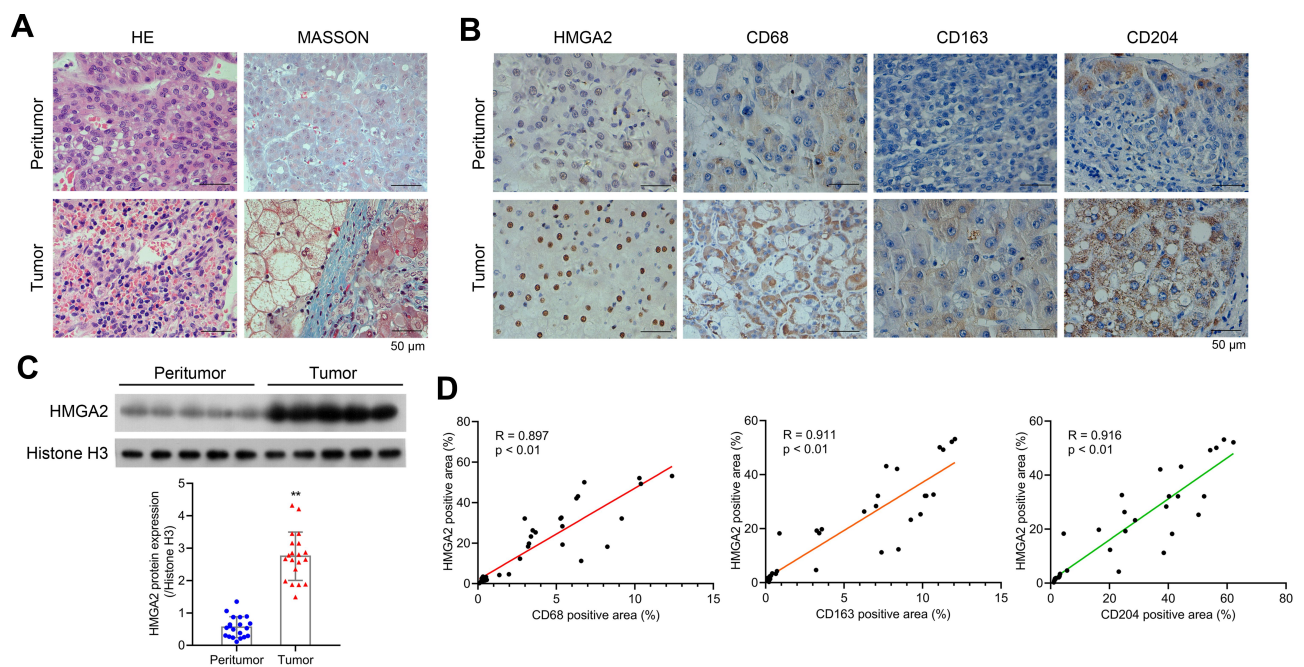 A
HE
MASSON
Peritumor
Tumor
50 μm
B
HMGA2
CD68
CD163
CD204
Peritumor
Tumor
50 μm
C
Peritumor
Tumor
HMGA2
Histone H3
HMGA2 protein expression
(/Histone H3)
5
4
3
2
1
0
**
Peritumor
Tumor
D
HMGA2 positive area (%)
80
60
40
20
0
R = 0.897
p < 0.01
0
5
10
15
CD68 positive area (%)
HMGA2 positive area (%)
60
40
20
0
R = 0.911
p < 0.01
0
5
10
15
CD163 positive area (%)
HMGA2 positive area (%)
60
40
20
0
R = 0.916
p < 0.01
0
20
40
60
80
CD204 positive area (%)